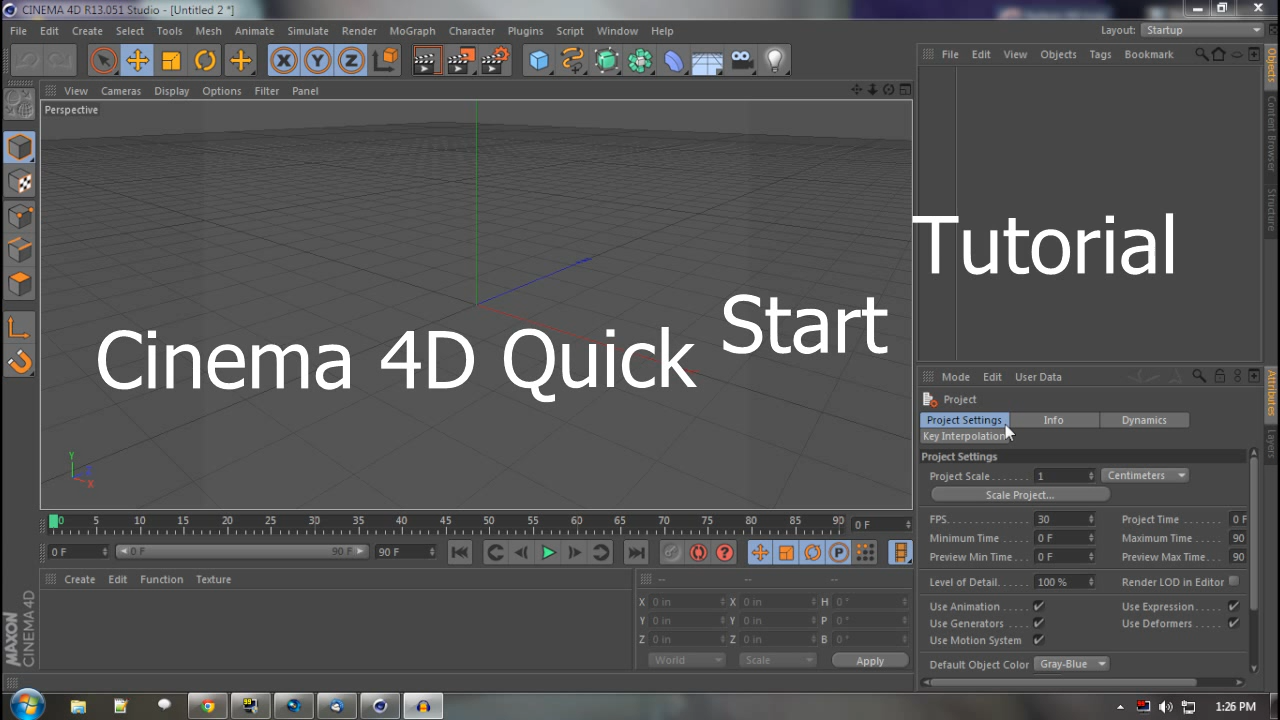 CINEMA 4D R13.051 Studio - [Untitled 2 *]
File Edit Create Select Tools Mesh Animate Simulate Render MoGraph Character Plugins Script Window Help
Layout: Startup
X Y Z
File Edit View Objects Tags Bookmark
View Cameras Display Options Filter Panel
Perspective
Objects
Content Browser
Structure
Tutorial
Start
Cinema 4D Quick
Y
Z
X
Mode Edit User Data
Attributes
Layers
Project
Project Settings Info Dynamics
Key Interpolation
Project Settings
Project Scale . . . . . . . 1 Centimeters
Scale Project...
FPS. . . . . . . . . . . . . . 30 Project Time . . . . 0 F
Minimum Time . . . . 0 F Maximum Time . . 90
Preview Min Time . . . 0 F Preview Max Time . . 90
Level of Detail. . . . . . 100 % Render LOD in Editor
Use Animation . . . . . Use Expression. . . .
Use Generators . . . . Use Deformers . . .
Use Motion System
Default Object Color Gray-Blue
0 5 10 15 20 25 30 35 40 45 50 55 60 65 70 75 80 85 90 0 F
0 F 0 F 90 F 90 F
P
Create Edit Function Texture
-- -- --
X 0 in X 0 in H 0 °
Y 0 in Y 0 in P 0 °
Z 0 in Z 0 in B 0 °
World Scale Apply
MAXON
CINEMA 4D
1:26 PM